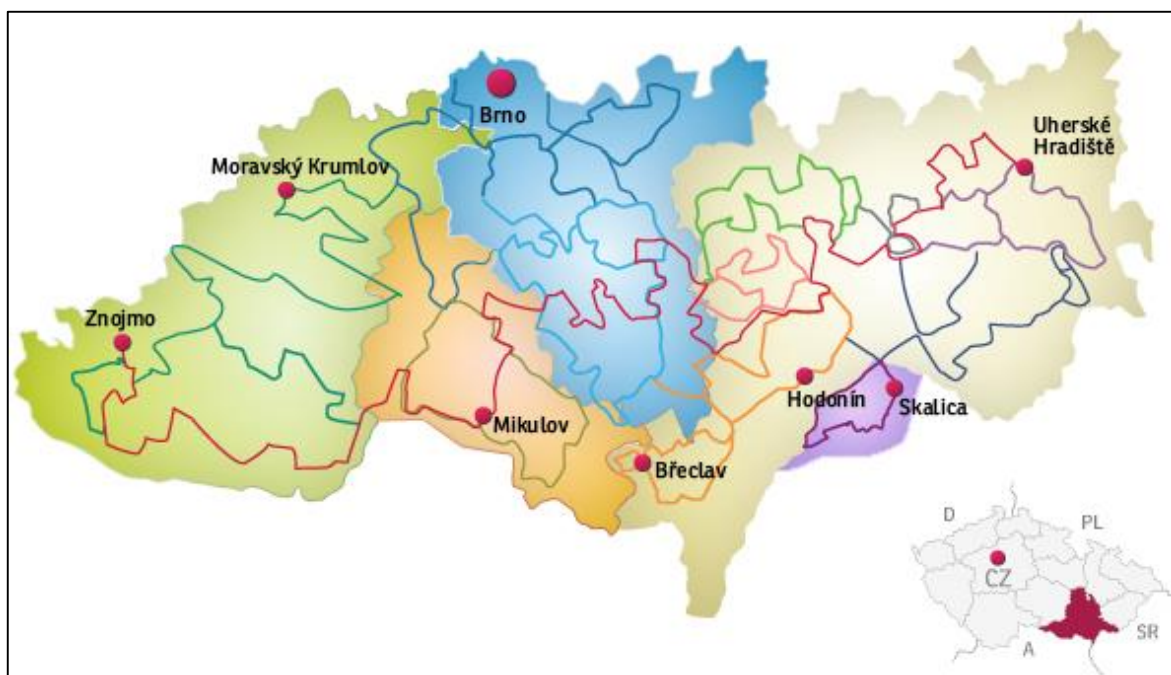 Brno
Uherské
Hradiště
Moravský Krumlov
Znojmo
Hodonín
Skalica
Mikulov
Břeclav
D
PL
CZ
SR
A